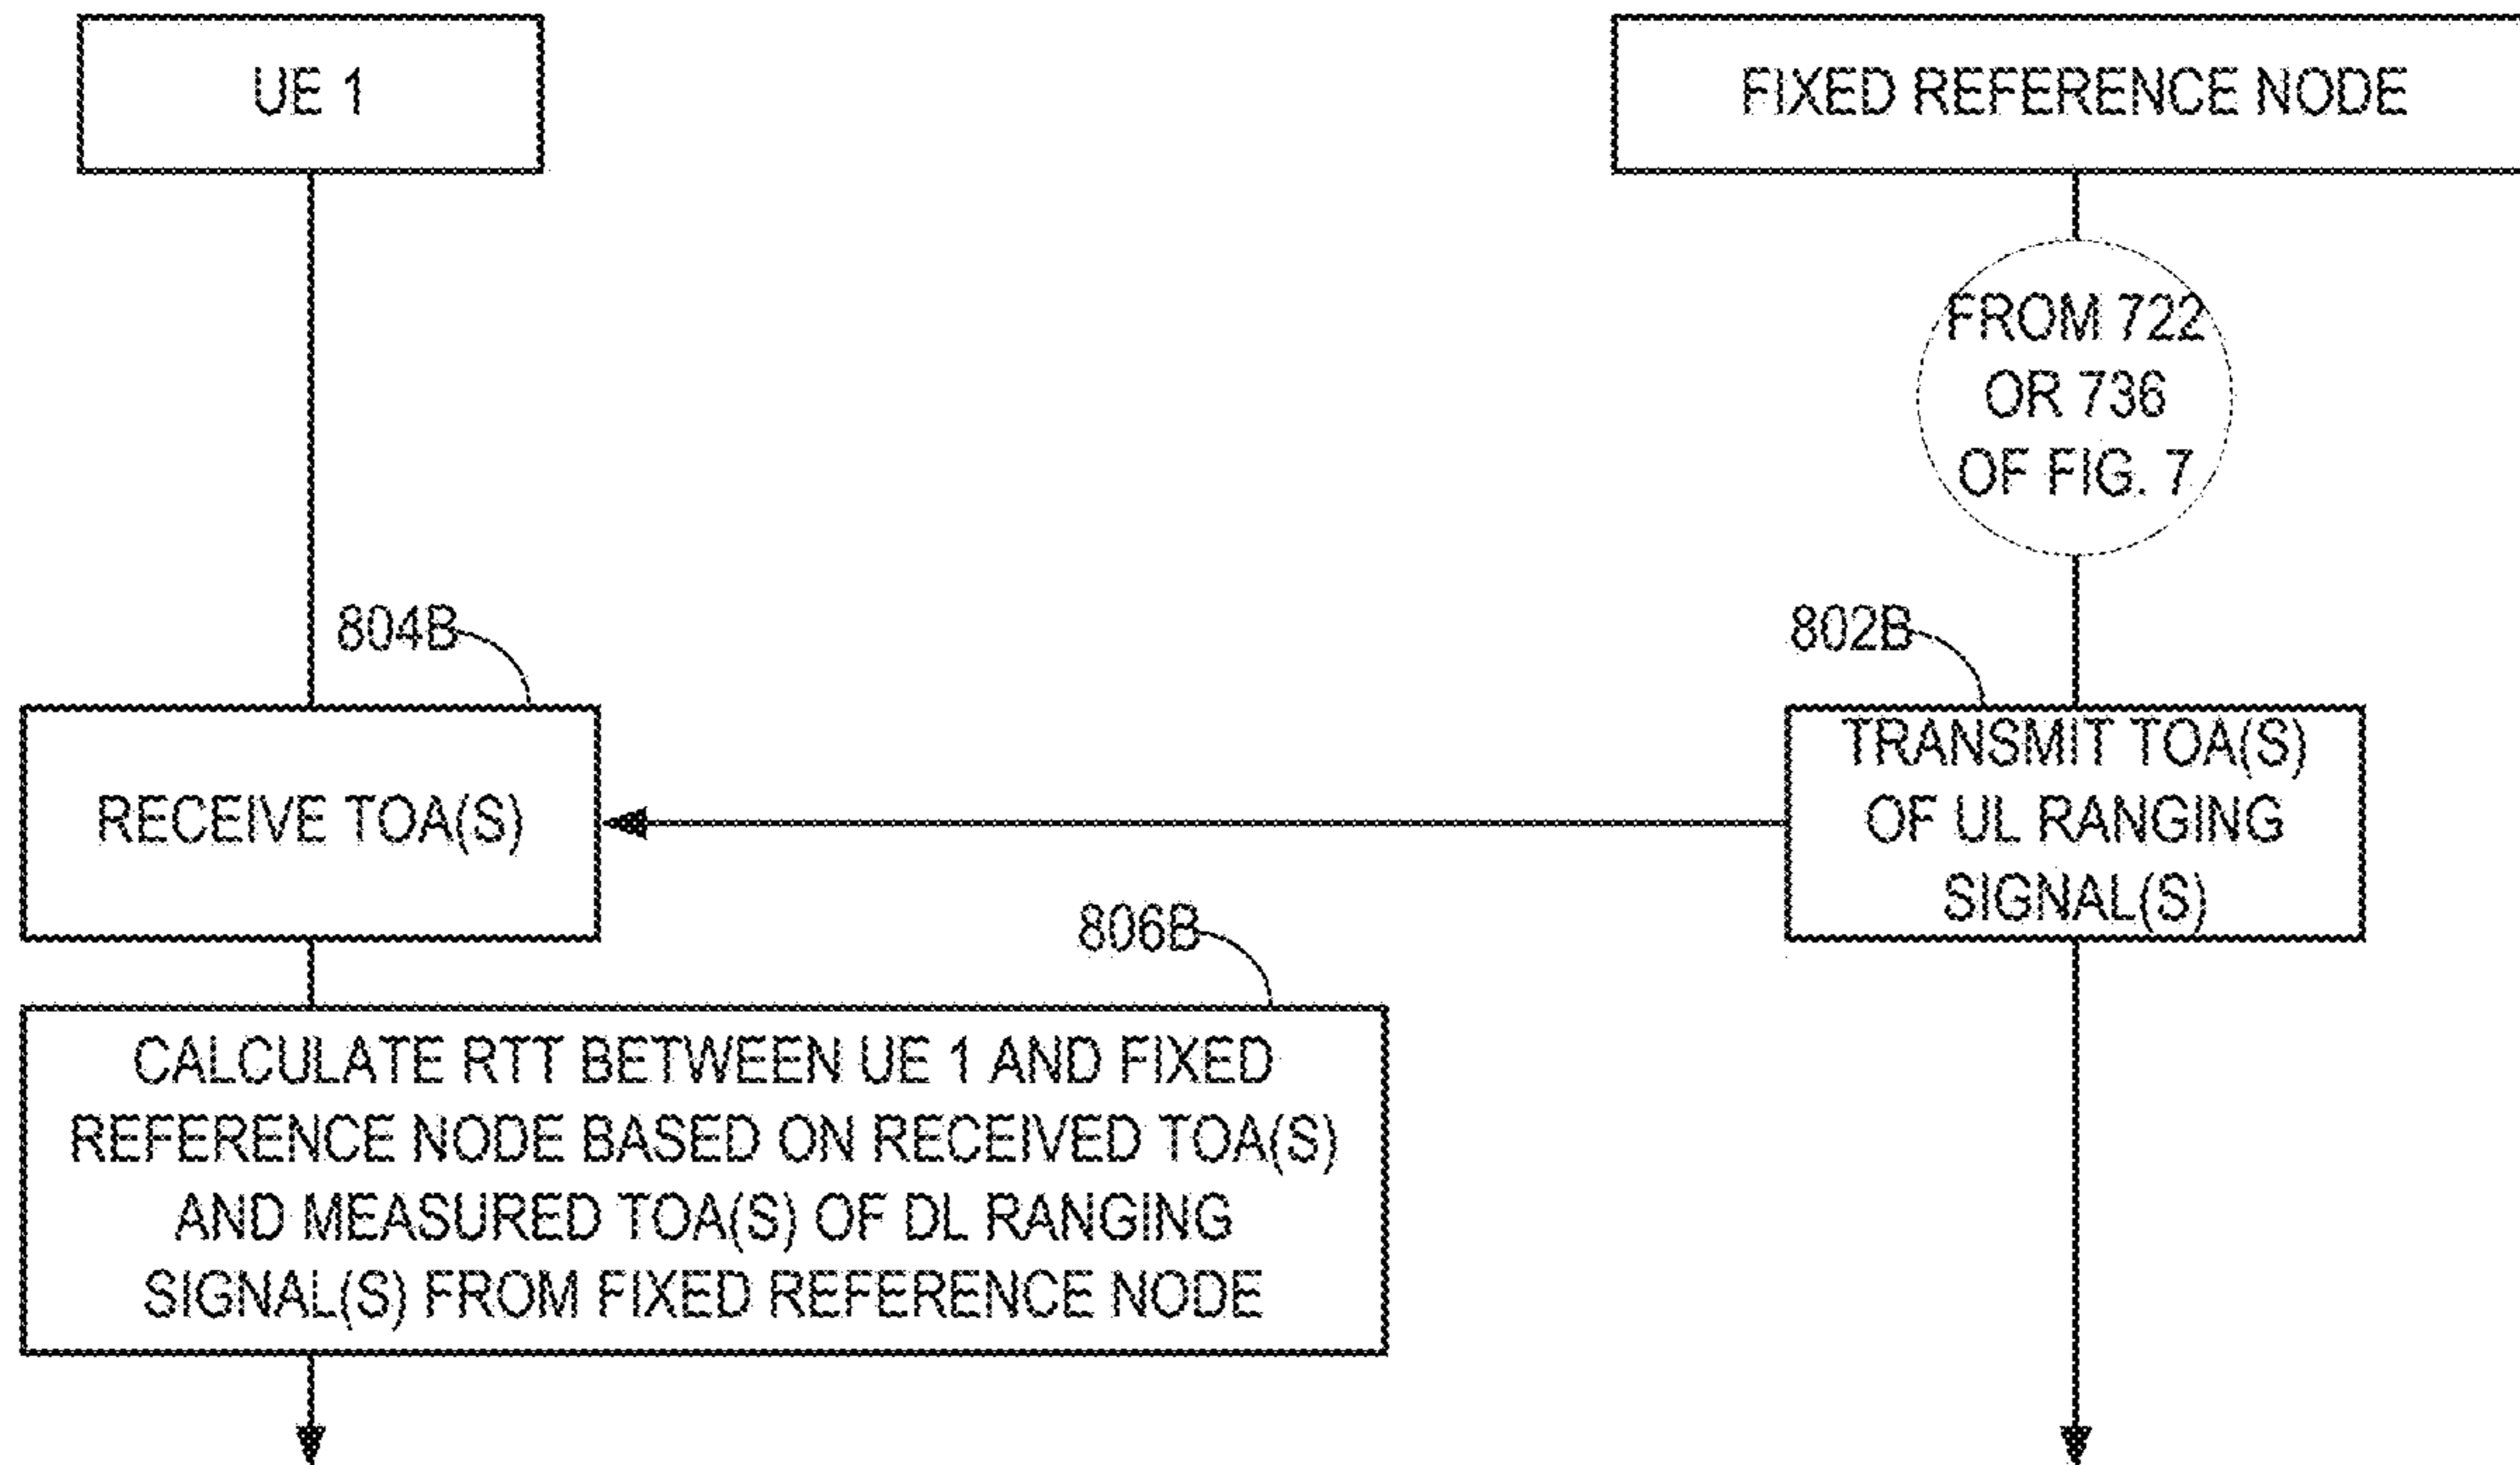 UE 1
FIXED REFERENCE NODE
FROM 722
OR 736
OF FIG. 7
804B
802B
RECEIVE TOA(S)
TRANSMIT TOA(S)
OF UL RANGING
SIGNAL(S)
806B
CALCULATE RTT BETWEEN UE 1 AND FIXED
REFERENCE NODE BASED ON RECEIVED TOA(S)
AND MEASURED TOA(S) OF DL RANGING
SIGNAL(S) FROM FIXED REFERENCE NODE